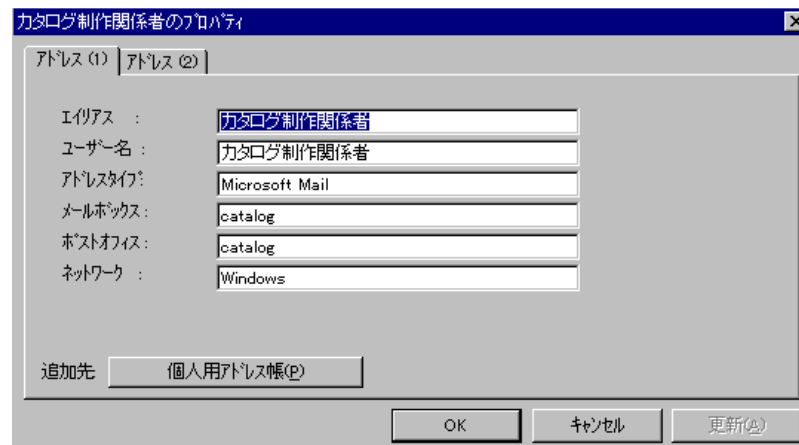 カタログ制作関係者のﾌﾟﾛﾊﾟﾃｨ
ｱﾄﾞﾚｽ (1) ｱﾄﾞﾚｽ (2)
ｴｲﾘｱｽ : カタログ制作関係者
ﾕｰｻﾞｰ名 : カタログ制作関係者
ｱﾄﾞﾚｽﾀｲﾌﾟ: Microsoft Mail
ﾒｰﾙﾎﾞｯｸｽ: catalog
ﾎﾟｽﾄｵﾌｨｽ: catalog
ﾈｯﾄﾜｰｸ : Windows
追加先 個人用ｱﾄﾞﾚｽ帳(P)
OK ｷｬﾝｾﾙ 更新(A)